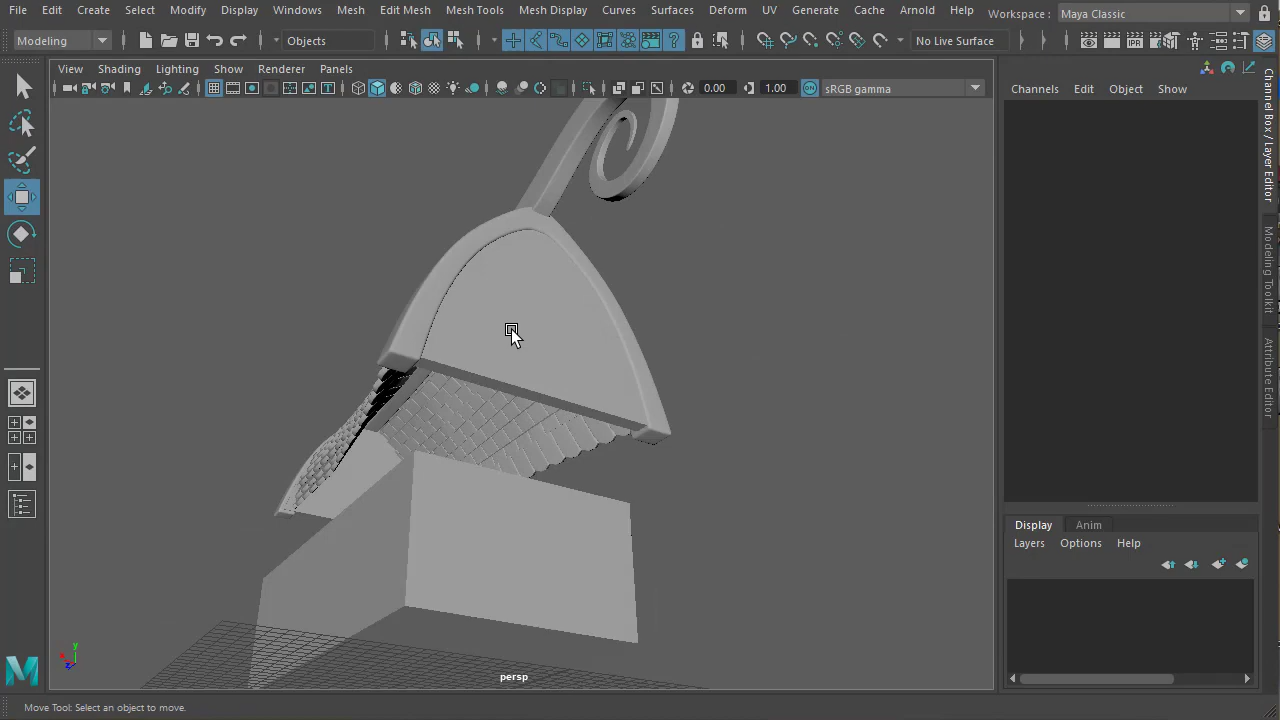 File Edit Create Select Modify Display Windows Mesh Edit Mesh Mesh Tools Mesh Display Curves Surfaces Deform UV Generate Cache Arnold Help Workspace : Maya Classic
Modeling Objects No Live Surface IPR
View Shading Lighting Show Renderer Panels
0.00 1.00 ON sRGB gamma
Channels Edit Object Show
Channel Box / Layer Editor
Modeling Toolkit
Attribute Editor
Display Anim
Layers Options Help
y
x
z
persp
M
Move Tool: Select an object to move.